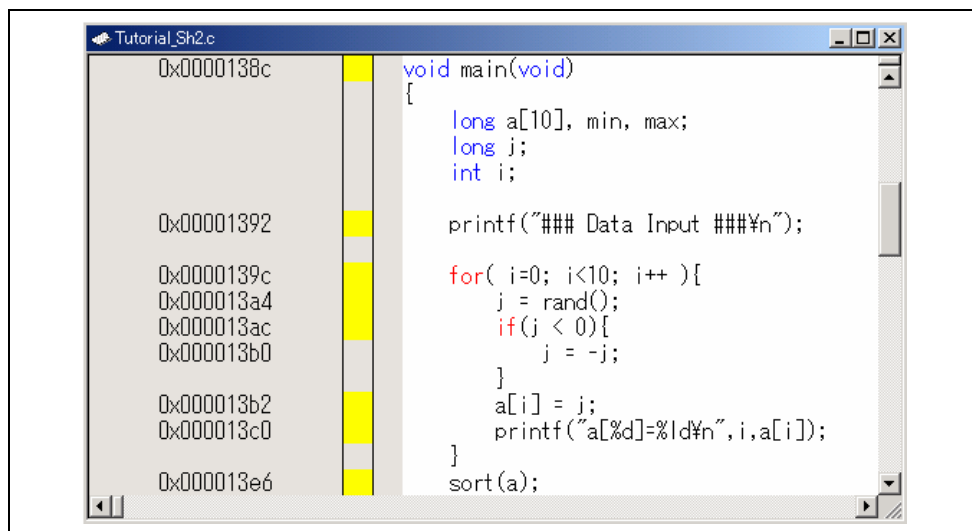 Tutorial_Sh2.c
0x0000138c void main(void)
{
long a[10], min, max;
long j;
int i;
0x00001392 printf("### Data Input ###¥n");
0x0000139c for( i=0; i<10; i++ ){
0x000013a4 j = rand();
0x000013ac if(j < 0){
0x000013b0 j = -j;
}
0x000013b2 a[i] = j;
0x000013c0 printf("a[%d]=%ld¥n",i,a[i]);
}
0x000013e6 sort(a);